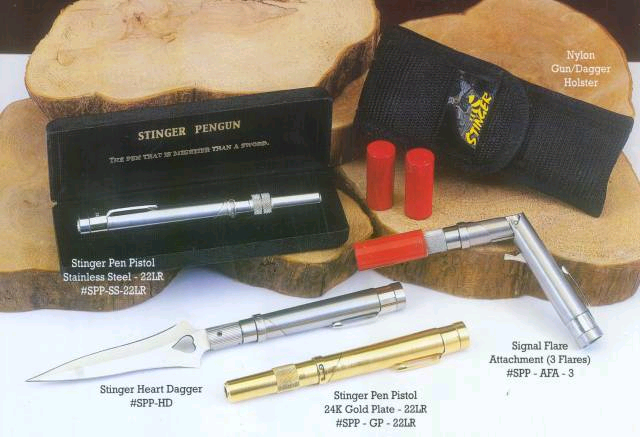 Nylon
Gun/Dagger
Holster
STINGER
STINGER PENGUN
THE PEN THAT IS MIGHTIER THAN A SWORD.
Stinger Pen Pistol
Stainless Steel - 22LR
#SPP-SS-22LR
Signal Flare
Attachment (3 Flares)
#SPP - AFA - 3
Stinger Heart Dagger
#SPP-HD
Stinger Pen Pistol
24K Gold Plate - 22LR
#SPP - GP - 22LR